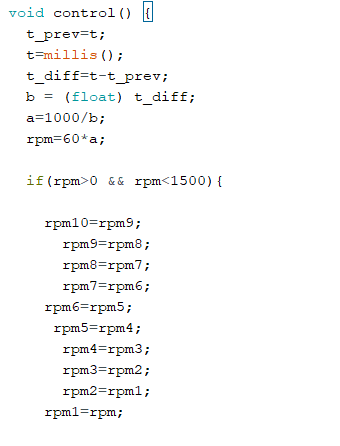 void control() {
t_prev=t;
t=millis();
t_diff=t-t_prev;
b = (float) t_diff;
a=1000/b;
rpm=60*a;
if(rpm>0 && rpm<1500){
rpm10=rpm9;
rpm9=rpm8;
rpm8=rpm7;
rpm7=rpm6;
rpm6=rpm5;
rpm5=rpm4;
rpm4=rpm3;
rpm3=rpm2;
rpm2=rpm1;
rpm1=rpm;